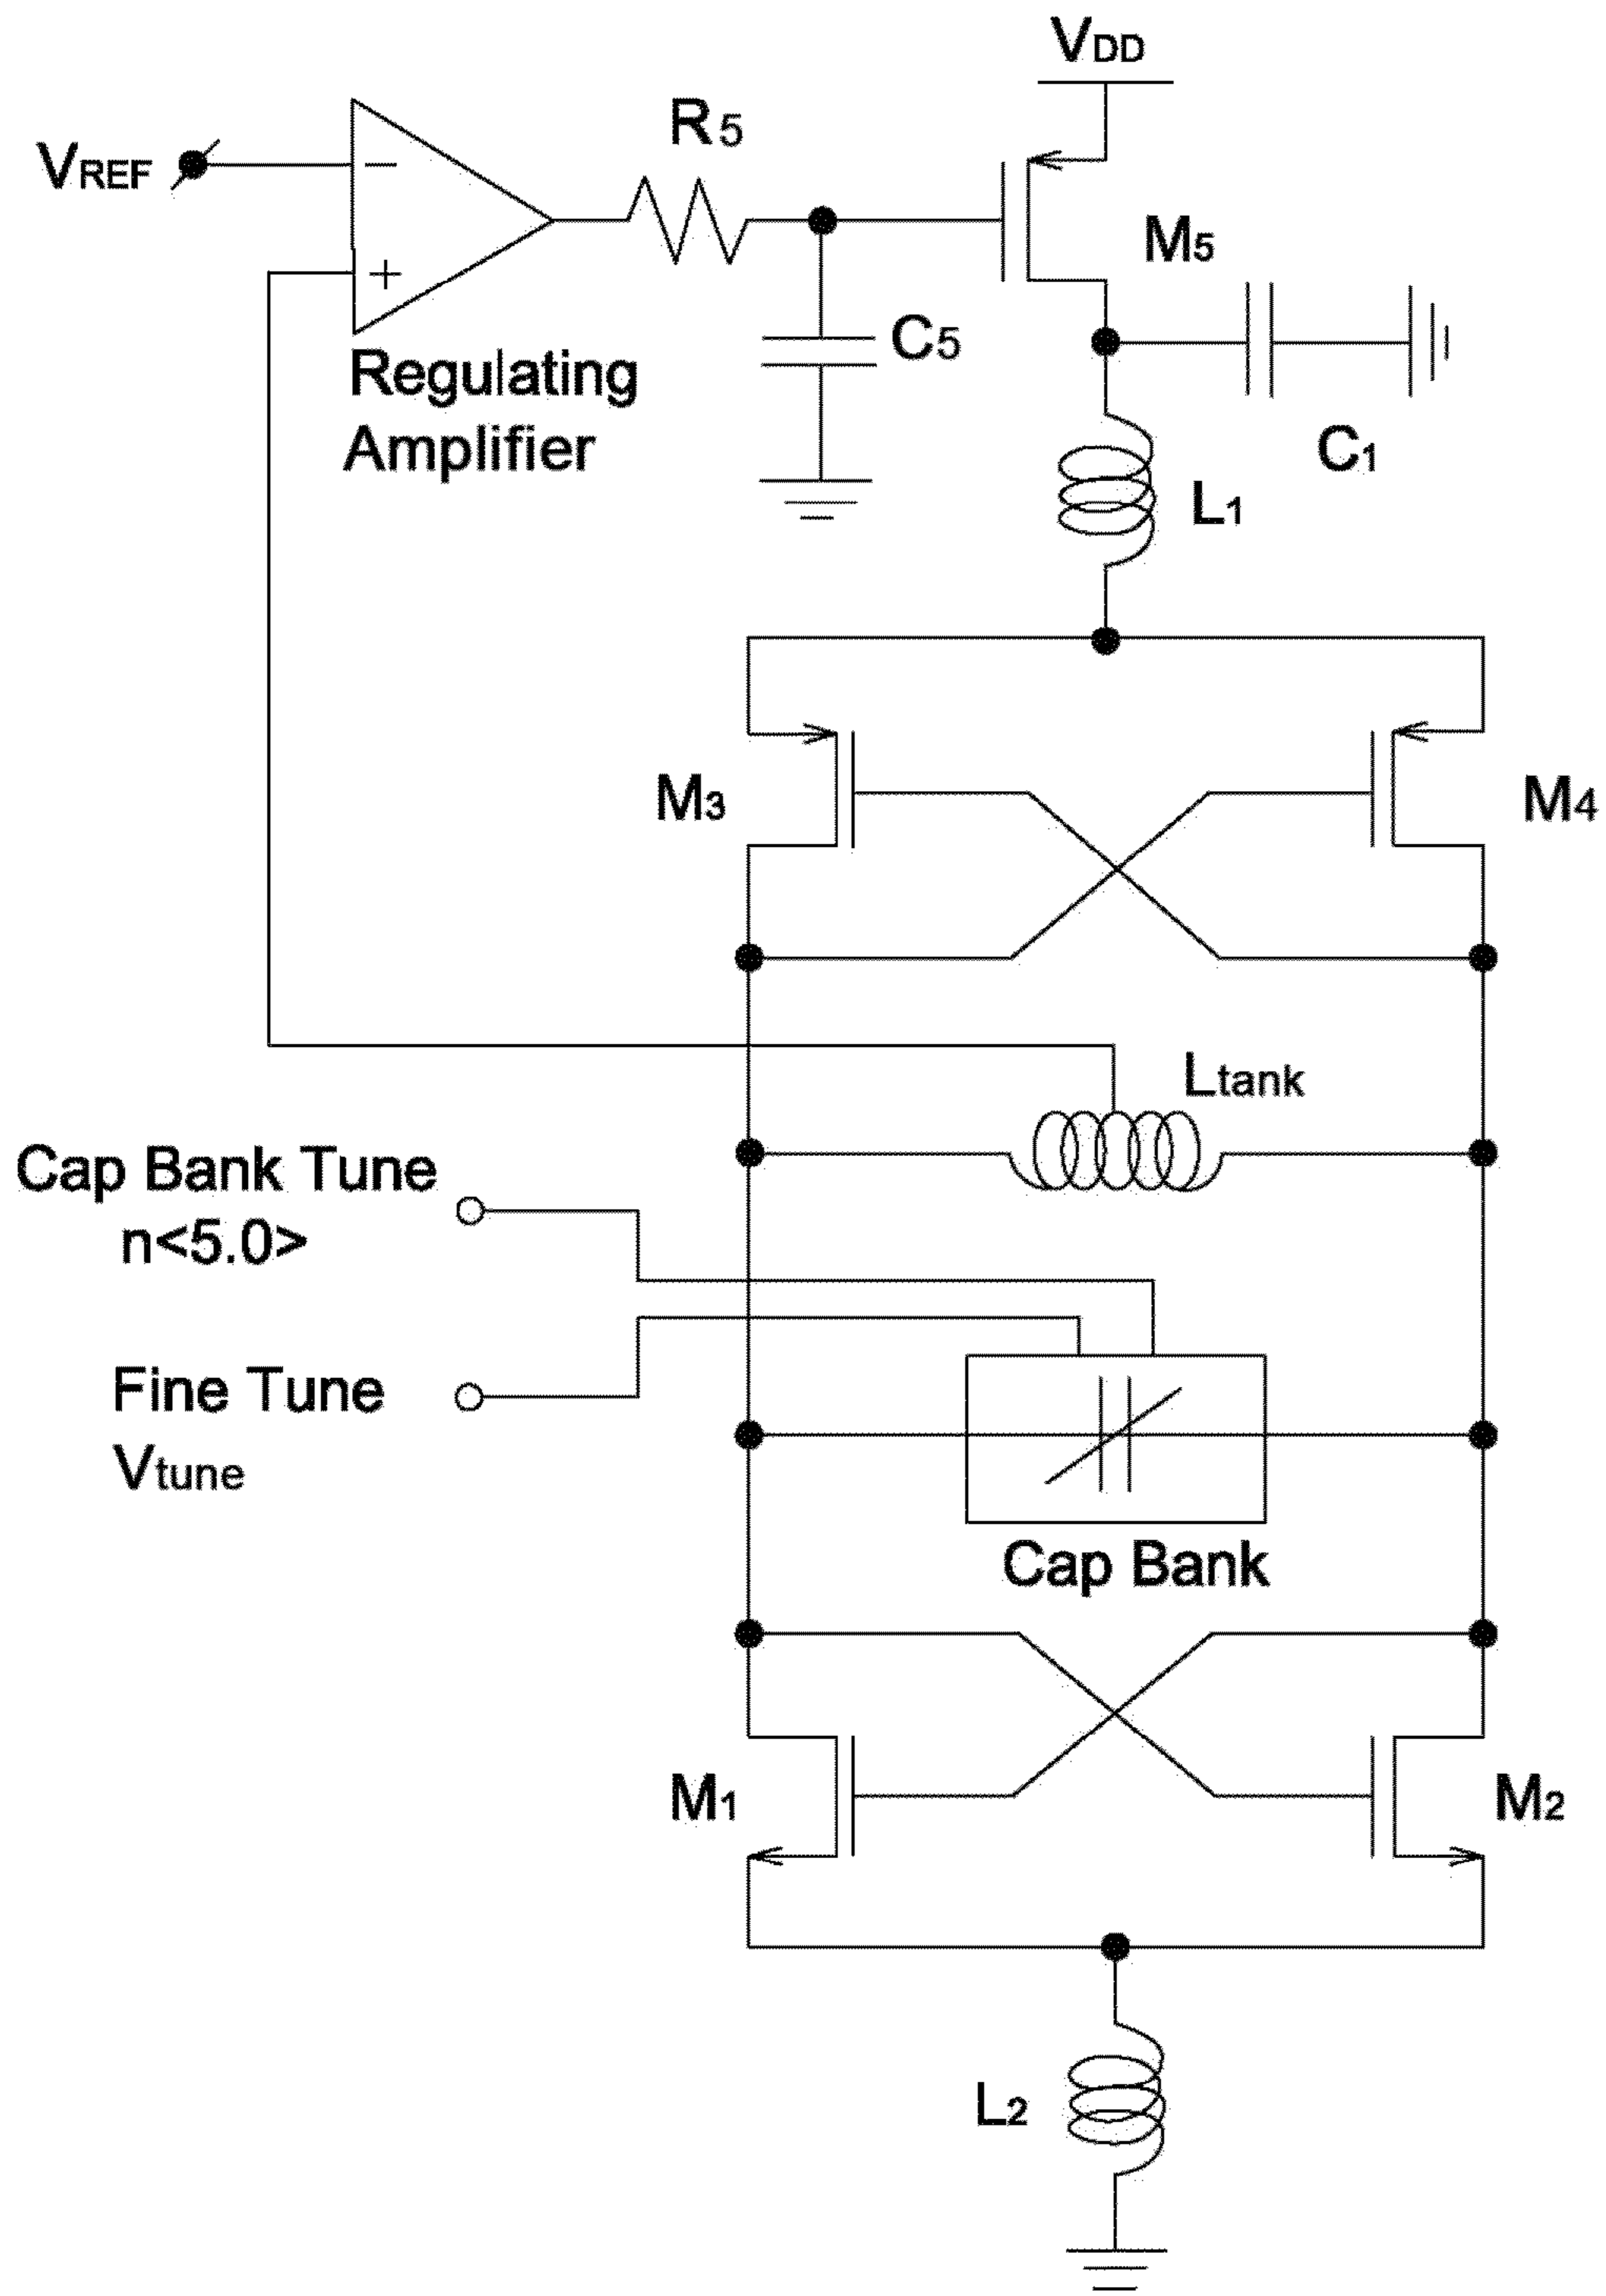 VDD
R5
VREF
−
+
M5
C5
Regulating
Amplifier
C1
L1
M3
M4
Ltank
Cap Bank Tune
n<5.0>
Fine Tune
Vtune
Cap Bank
M1
M2
L2